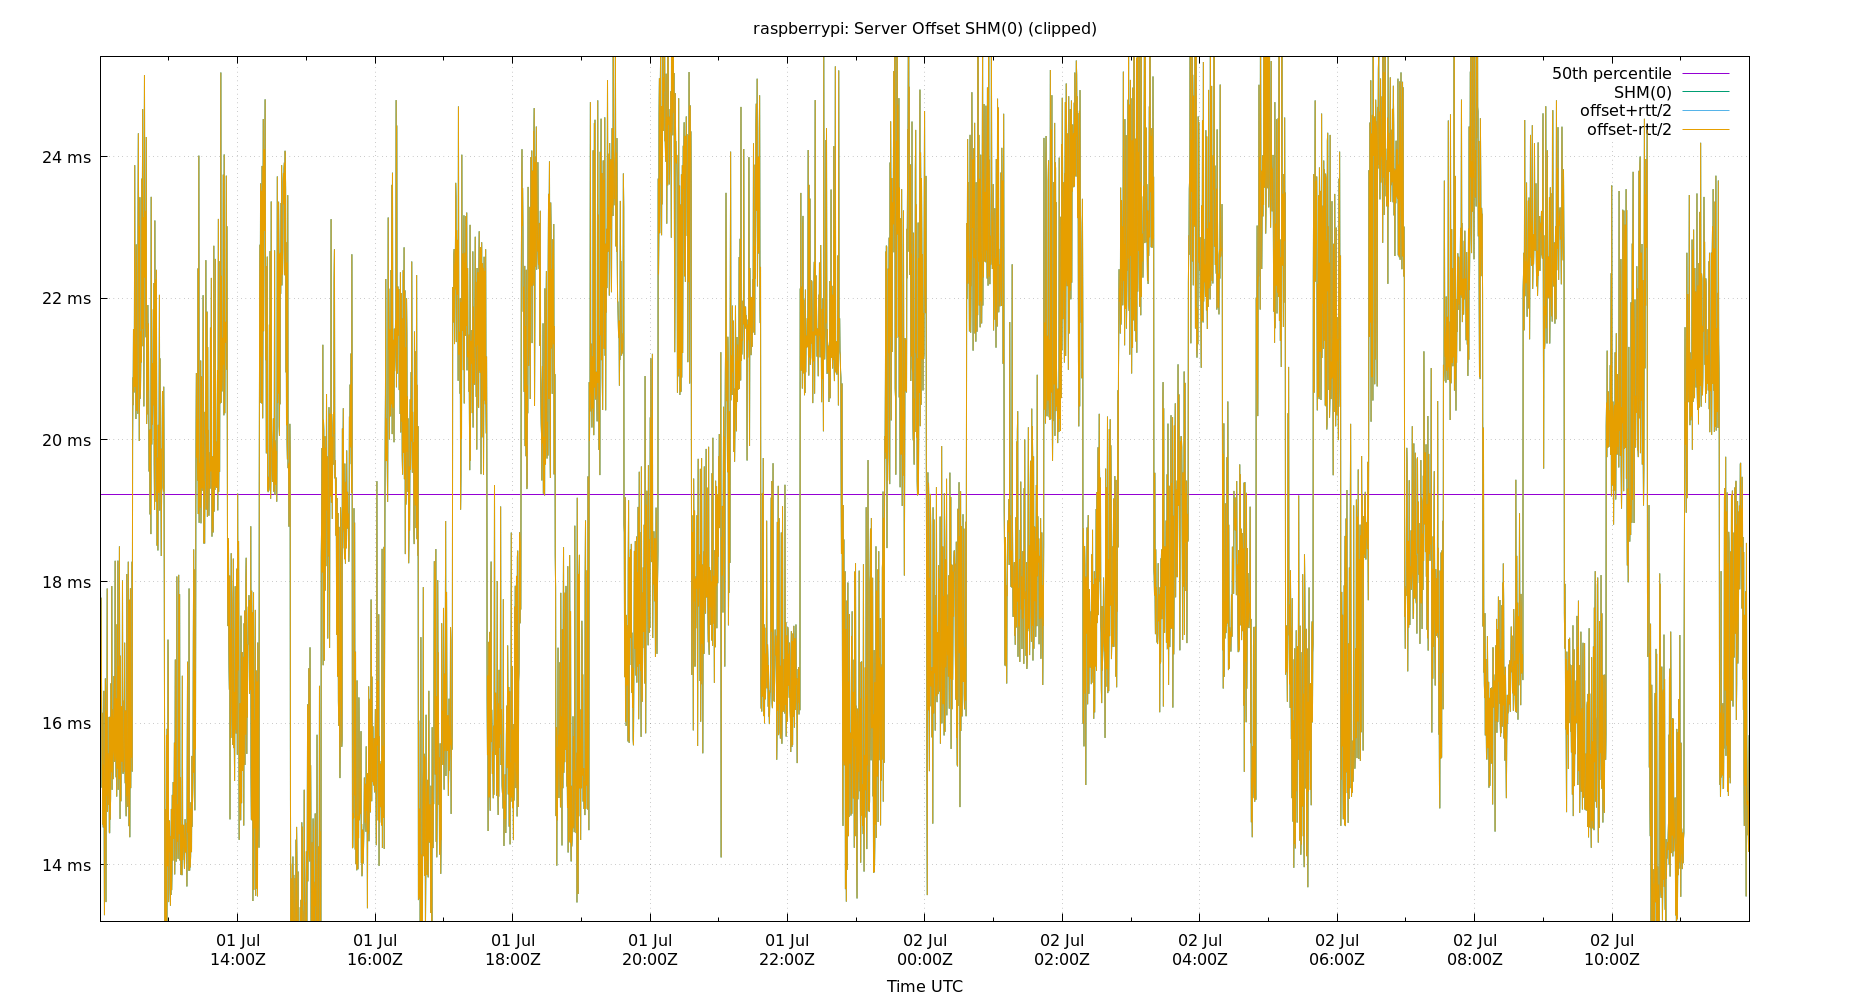 raspberrypi: Server Offset SHM(0) (clipped)
50th percentile
SHM(0)
offset+rtt/2
offset-rtt/2
24 ms
22 ms
20 ms
18 ms
16 ms
14 ms
01 Jul 01 Jul 01 Jul 01 Jul 01 Jul 02 Jul 02 Jul 02 Jul 02 Jul 02 Jul 02 Jul
14:00Z 16:00Z 18:00Z 20:00Z 22:00Z 00:00Z 02:00Z 04:00Z 06:00Z 08:00Z 10:00Z
Time UTC